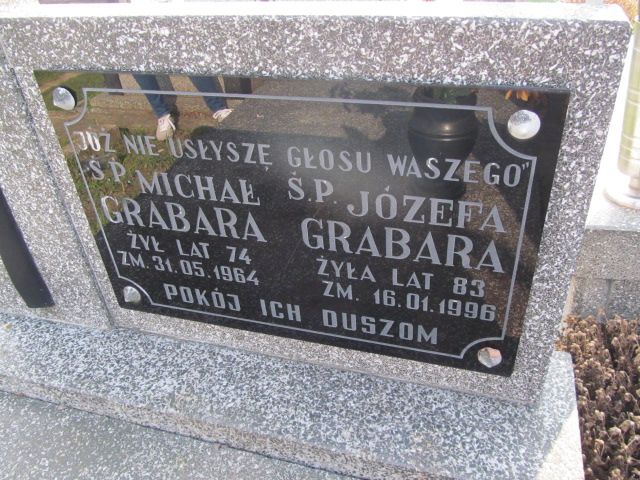 "JUŻ NIE USŁYSZĘ GŁOSU WASZEGO"
Ś.P. MICHAŁ GRABARA
ŻYŁ LAT 74
ZM. 31.05.1964
Ś.P. JÓZEFA GRABARA
ŻYŁA LAT 83
ZM. 16.01.1996
POKÓJ ICH DUSZOM